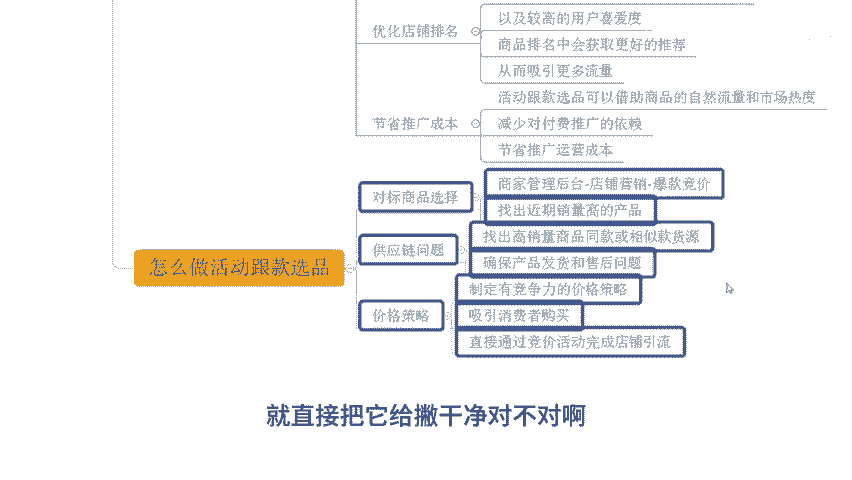 以及较高的用户喜爱度
优化店铺排名
商品排名中会获取更好的推荐
从而吸引更多流量
活动跟款选品可以借助商品的自然流量和市场热度
节省推广成本
减少对付费推广的依赖
节省推广运营成本
商家管理后台-店铺营销-爆款竞价
对标商品选择
找出近期销量高的产品
找出高销量商品同款或相似款货源
供应链问题
确保产品发货和售后问题
怎么做活动跟款选品
制定有竞争力的价格策略
价格策略
吸引消费者购买
直接通过竞价活动完成店铺引流
就直接把它给撇干净对不对啊